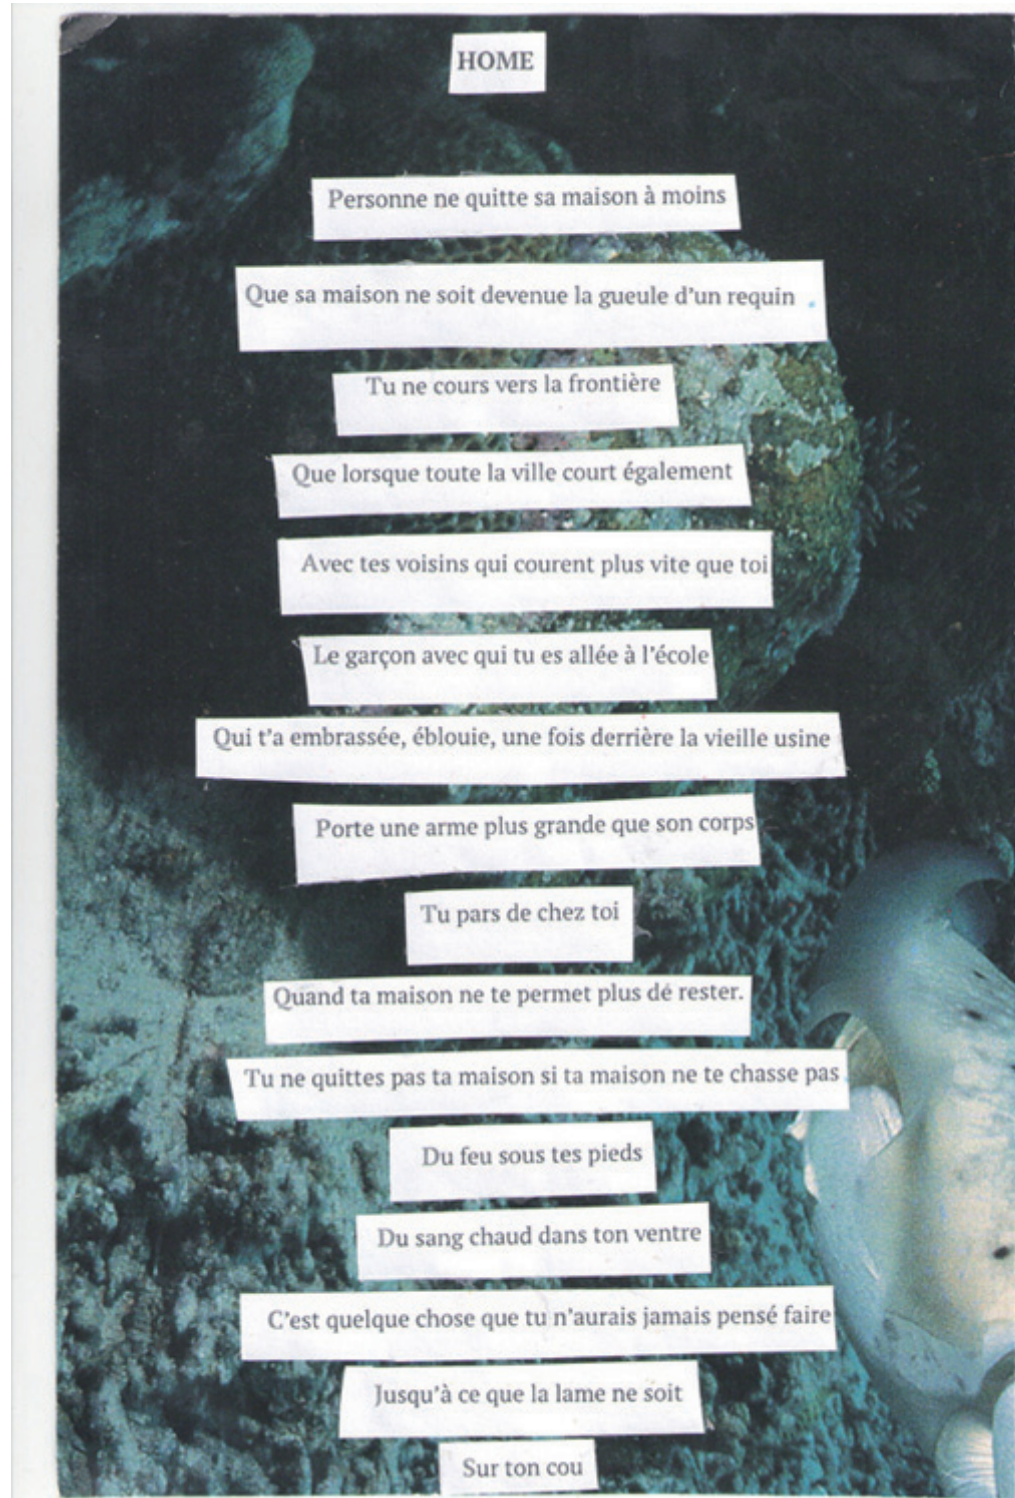 HOME
Personne ne quitte sa maison à moins
Que sa maison ne soit devenue la gueule d'un requin
Tu ne cours vers la frontière
Que lorsque toute la ville court également
Avec tes voisins qui courent plus vite que toi
Le garçon avec qui tu es allée à l'école
Qui t'a embrassée, éblouie, une fois derrière la vieille usine
Porte une arme plus grande que son corps
Tu pars de chez toi
Quand ta maison ne te permet plus dé rester.
Tu ne quittes pas ta maison si ta maison ne te chasse pas
Du feu sous tes pieds
Du sang chaud dans ton ventre
C'est quelque chose que tu n'aurais jamais pensé faire
Jusqu'à ce que la lame ne soit
Sur ton cou